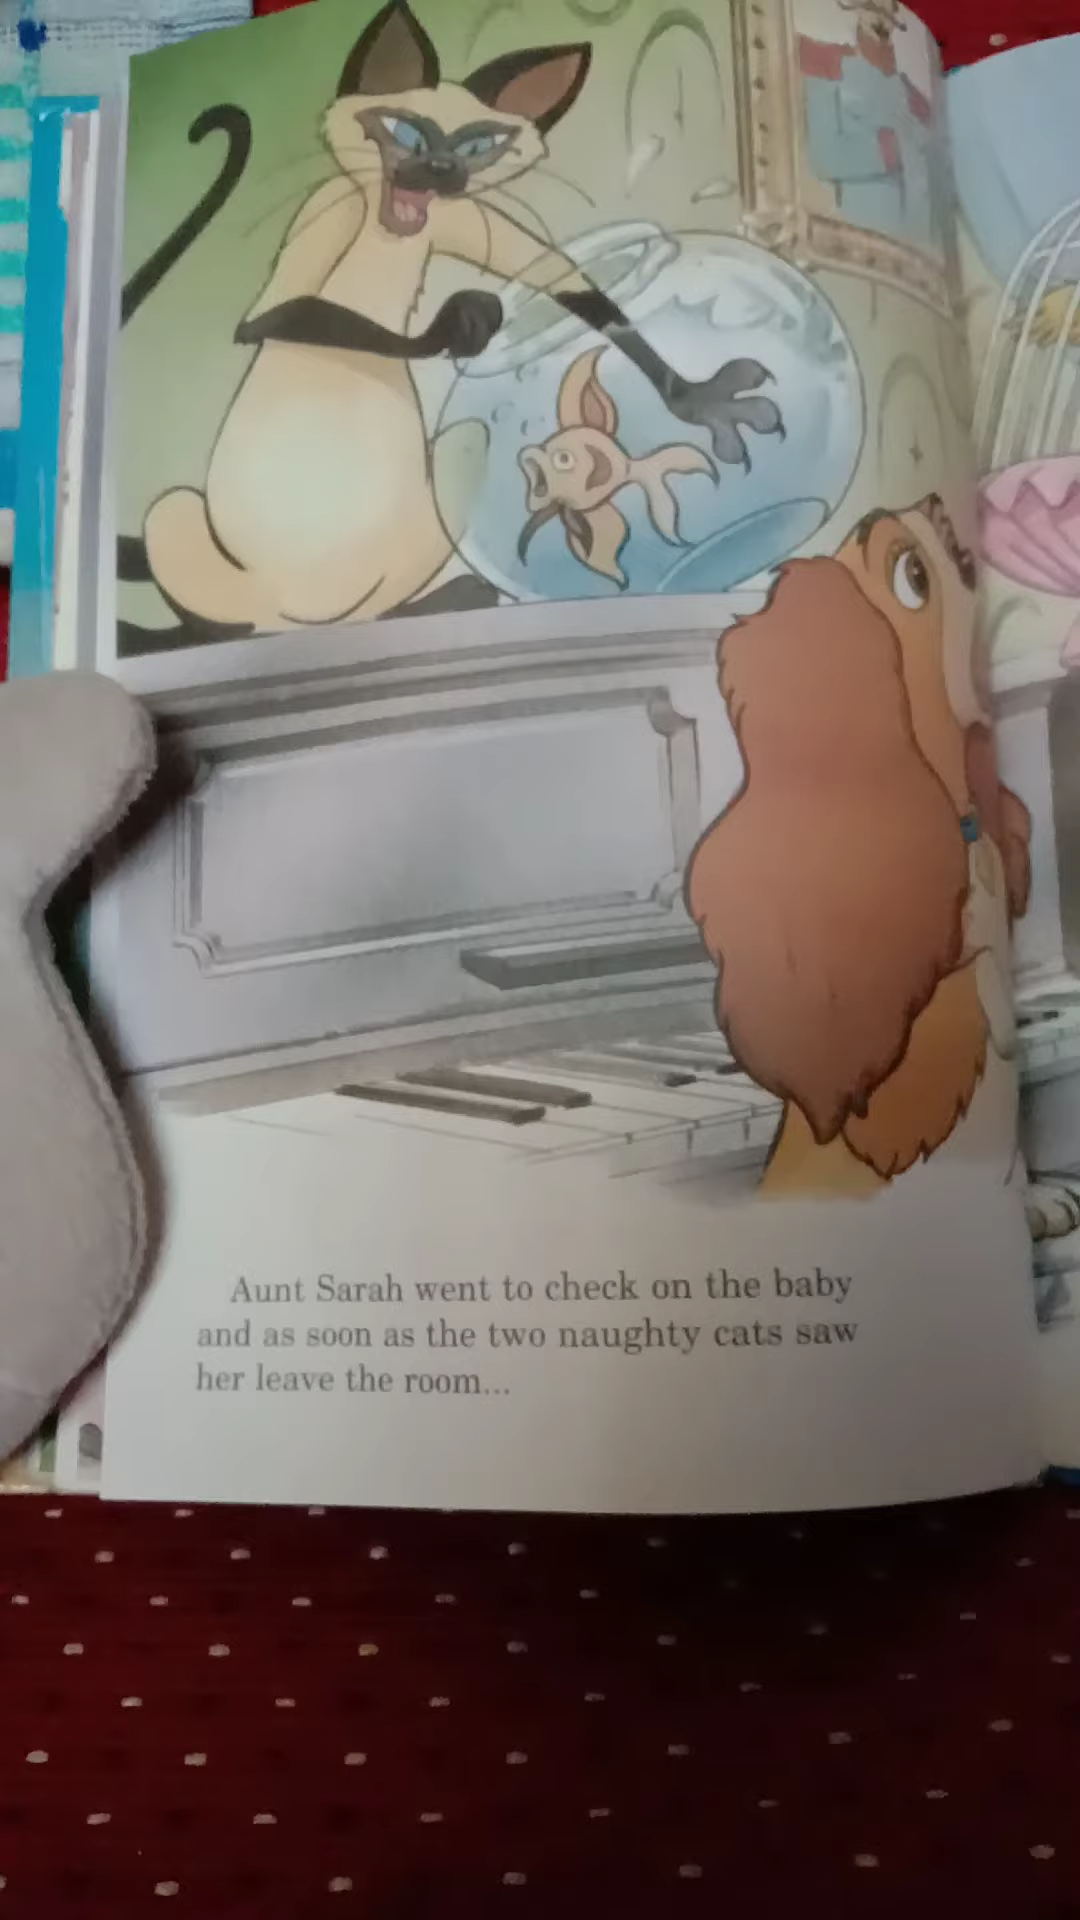 Aunt Sarah went to check on the baby
and as soon as the two naughty cats saw
her leave the room...